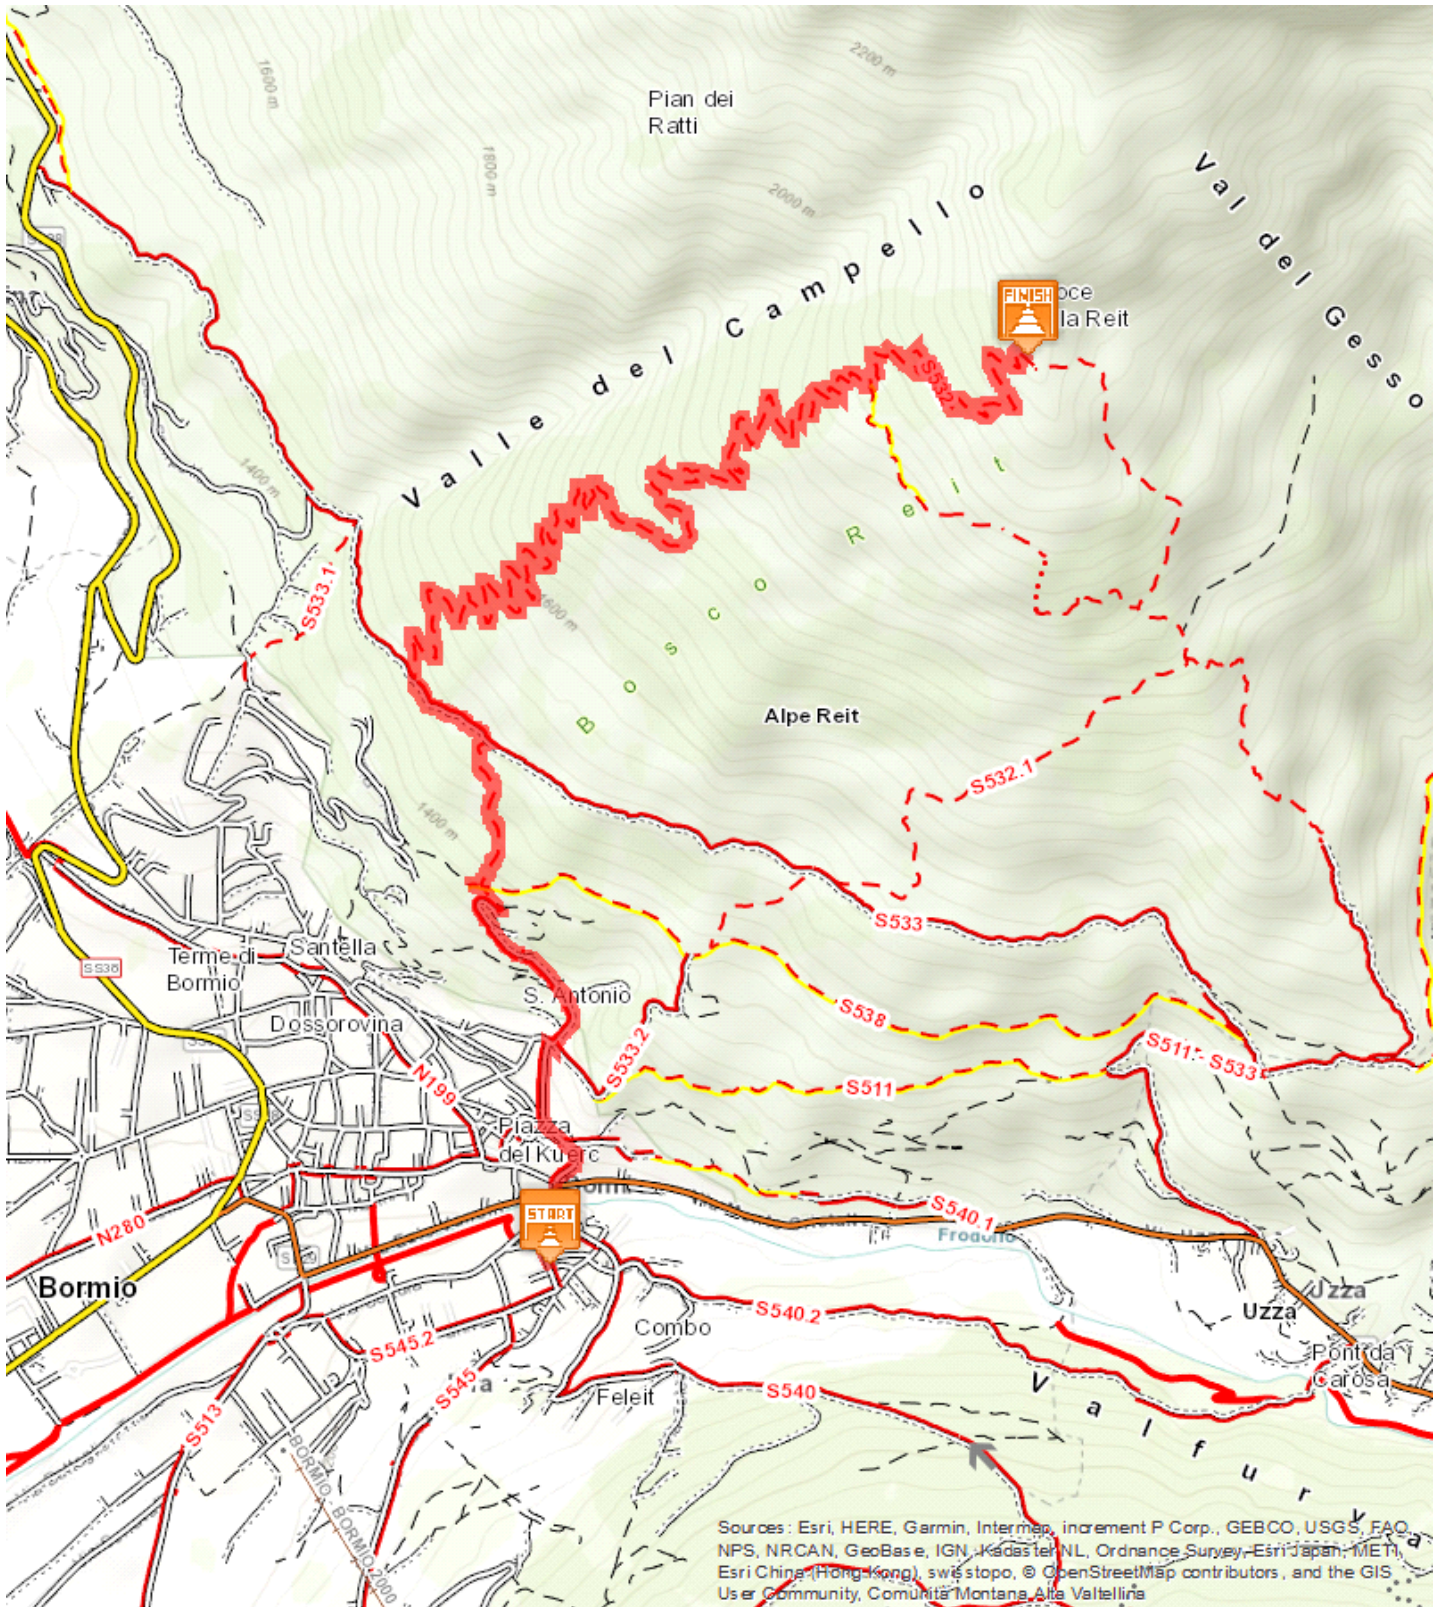 2200 m
1600 m
Pian dei
Ratti
1800 m
2000 m
Val del Gesso
Valle del Campello
FINISH
oce
la Reit
S532
1400 m
S533.1
Bosco Reit
1600 m
Alpe Reit
S532.1
1400 m
S533
Santella
Terme di
Bormio
SS38
S. Antonio
Dossorovina
S538
S533.2
S511 - S533
N199
S511
Piazza
del Kuerc
START
S540.1
Frodolfo
N280
Bormio
Uzza
Uzza
S540.2
Combo
S545.2
Pont da
Carosa
S545
Feleit
S540
S513
Valfurva
BORMIO - BORMIO 2000
Sources: Esri, HERE, Garmin, Intermap, increment P Corp., GEBCO, USGS, FAO,
NPS, NRCAN, GeoBase, IGN, Kadaster NL, Ordnance Survey, Esri Japan, METI,
Esri China (Hong Kong), swisstopo, © OpenStreetMap contributors, and the GIS
User Community, Comunità Montana Alta Valtellina